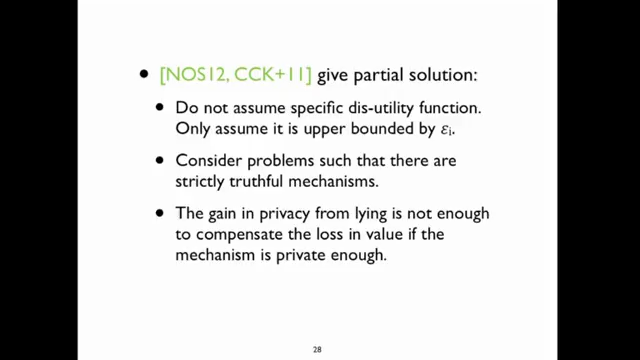 • [NOS12, CCK+11] give partial solution:
• Do not assume specific dis-utility function.
Only assume it is upper bounded by εi.
• Consider problems such that there are
strictly truthful mechanisms.
• The gain in privacy from lying is not enough
to compensate the loss in value if the
mechanism is private enough.
28